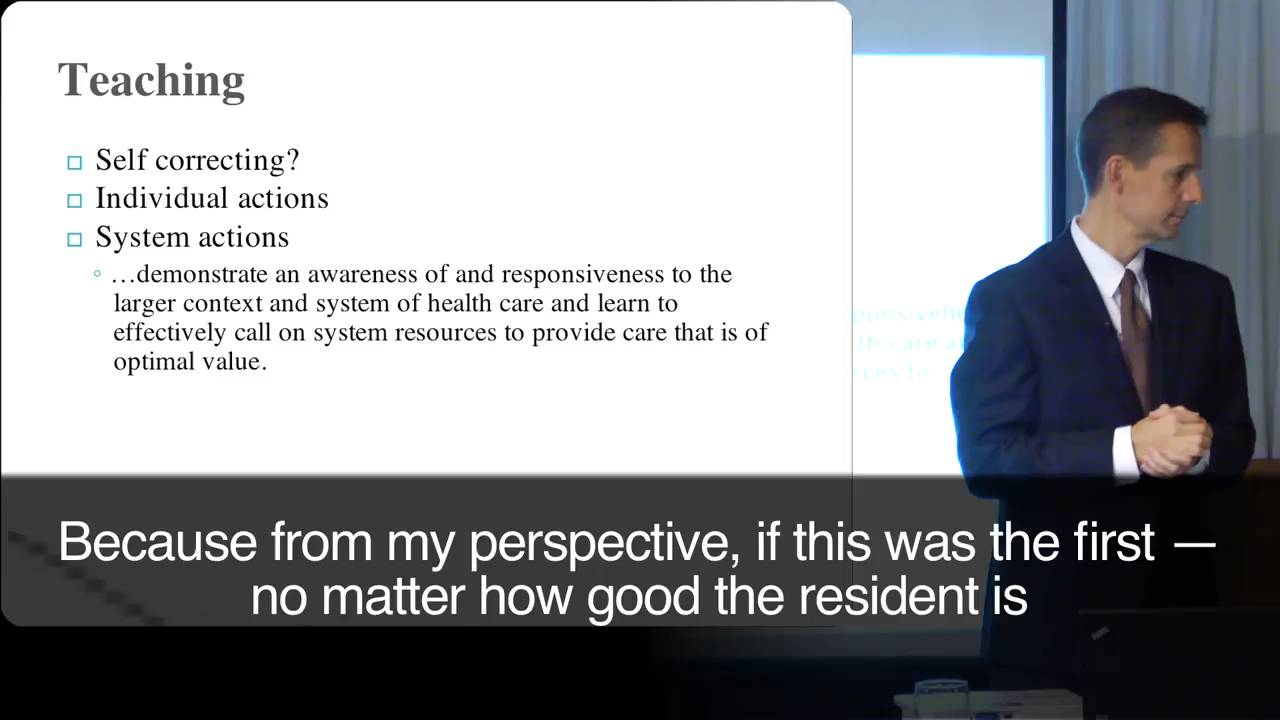 Teaching
Self correcting?
Individual actions
System actions
…demonstrate an awareness of and responsiveness to the
larger context and system of health care and learn to
effectively call on system resources to provide care that is of
optimal value.
Because from my perspective, if this was the first —
no matter how good the resident is